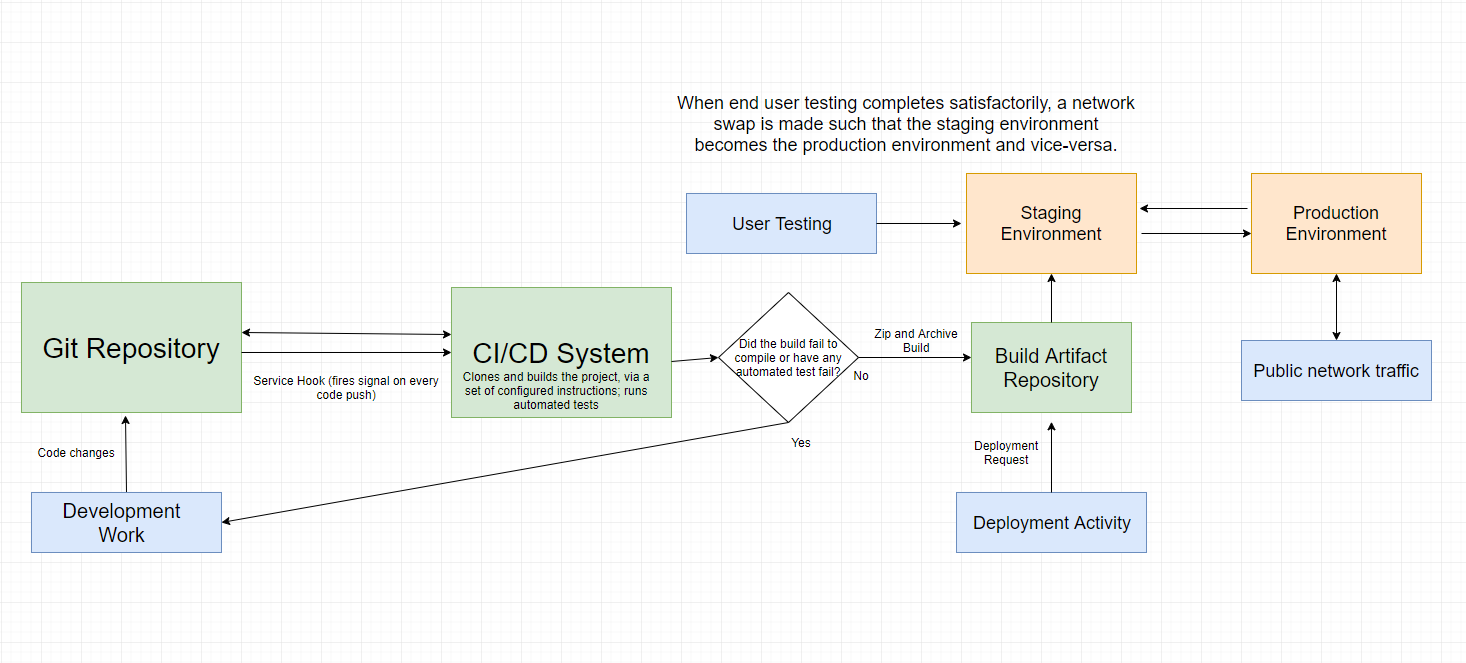 When end user testing completes satisfactorily, a network
swap is made such that the staging environment
becomes the production environment and vice-versa.
User Testing
Staging
Environment
Production
Environment
Git Repository
CI/CD System
Clones and builds the project, via a
set of configured instructions; runs
automated tests
Service Hook (fires signal on every
code push)
Did the build fail to
compile or have any
automated test fail?
No
Yes
Zip and Archive
Build
Build Artifact
Repository
Public network traffic
Code changes
Development
Work
Deployment
Request
Deployment Activity